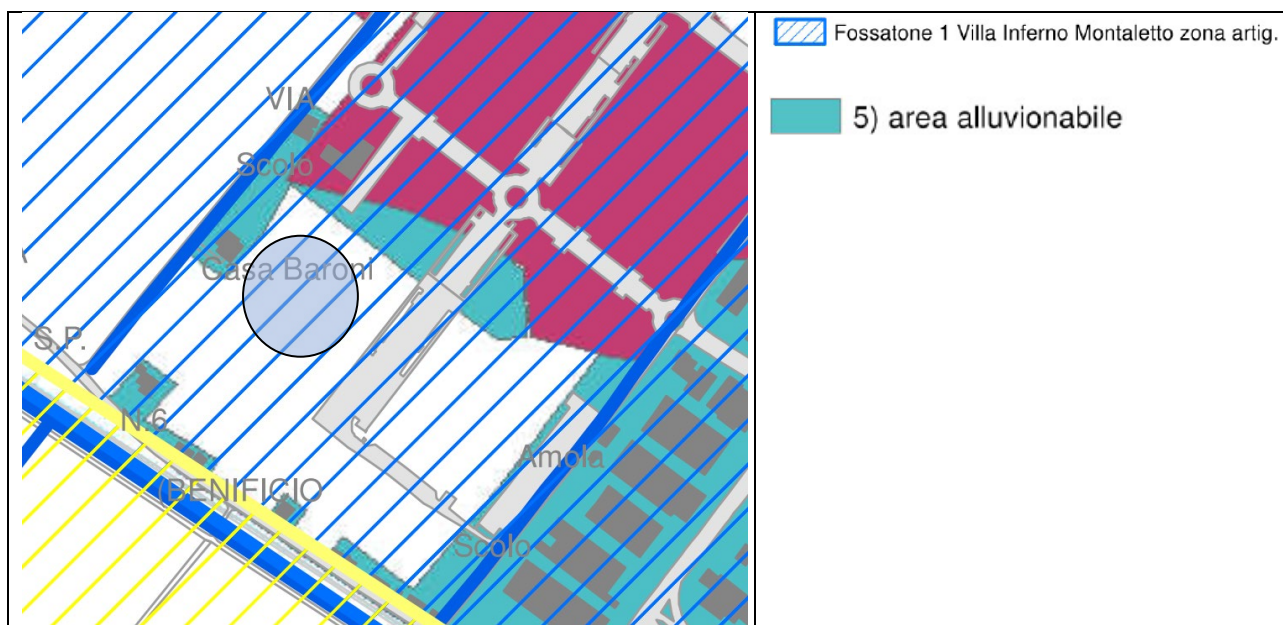 VIA
Scolo
Casa Baroni
S.P.
N.6
(BENIFICIO
Amola
Scolo
Fossatone 1 Villa Inferno Montaletto zona artig.
5) area alluvionabile